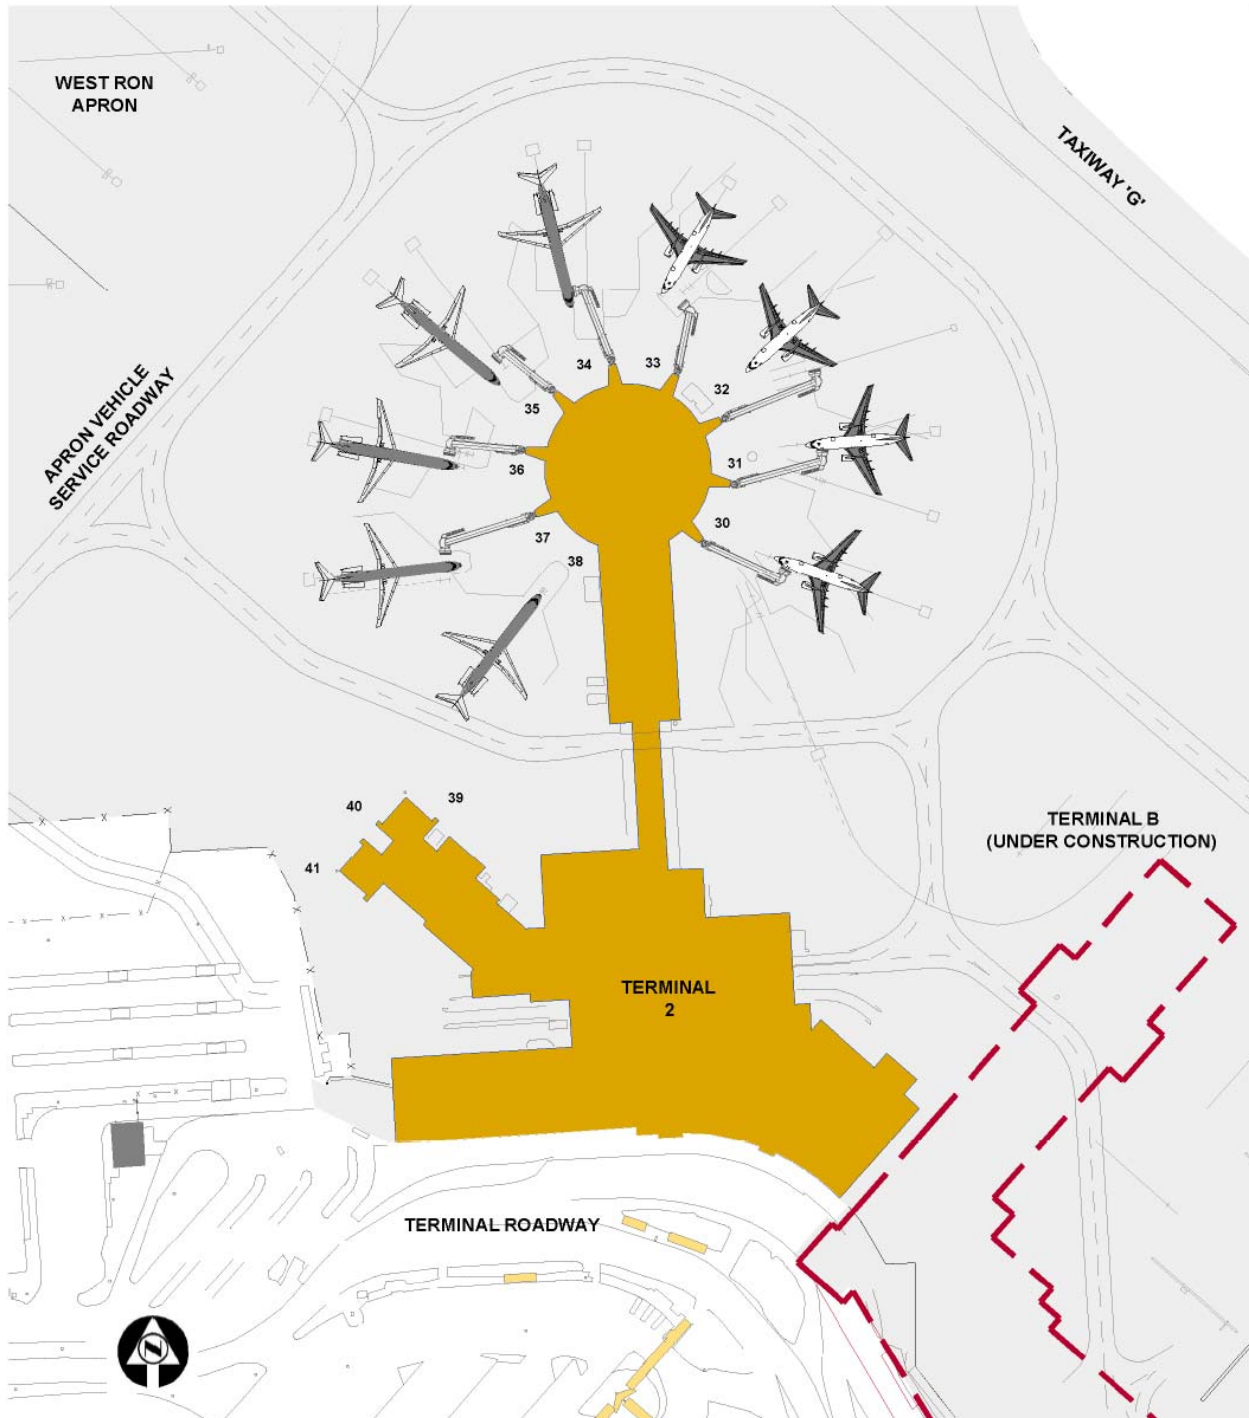 WEST RON
APRON
TAXIWAY 'G'
APRON VEHICLE
SERVICE ROADWAY
34
33
32
35
36
31
30
37
38
40
39
41
TERMINAL B
(UNDER CONSTRUCTION)
TERMINAL
2
TERMINAL ROADWAY
N